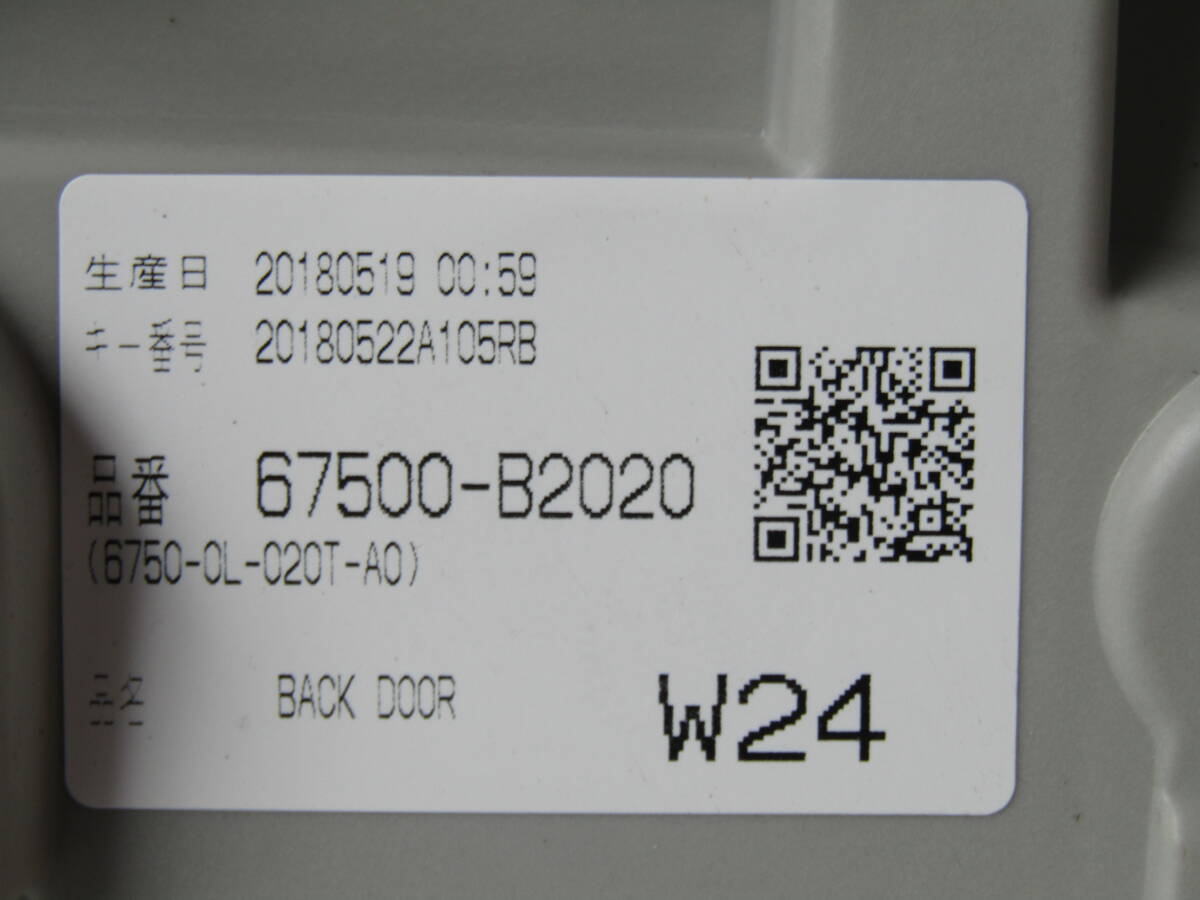 生産日 20180519 00:59
キー番号 20180522A105RB
品番 67500-B2020
(6750-0L-020T-A0)
品名 BACK DOOR
W24